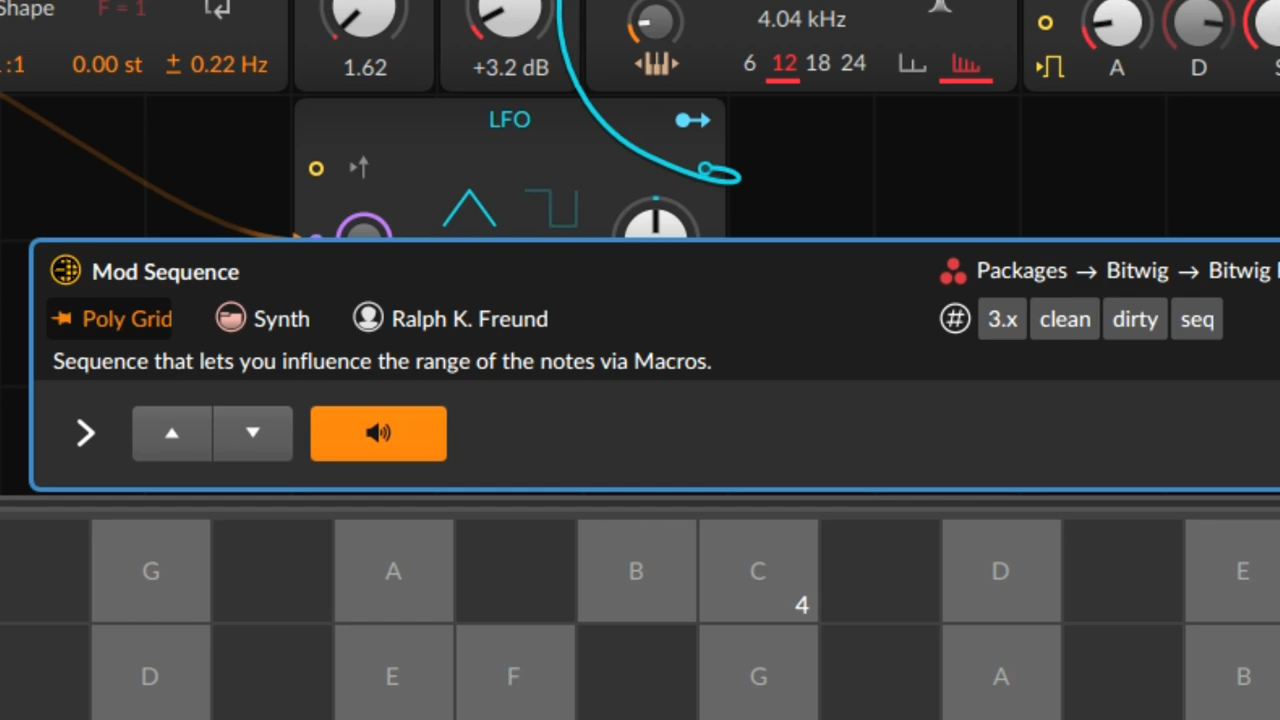 Shape F = 1
:1 0.00 st ± 0.22 Hz
1.62
+3.2 dB
4.04 kHz
6 12 18 24
A D
LFO
Mod Sequence
Packages → Bitwig → Bitwig
Poly Grid Synth Ralph K. Freund
3.x clean dirty seq
Sequence that lets you influence the range of the notes via Macros.
G A B C D E
4
D E F G A B